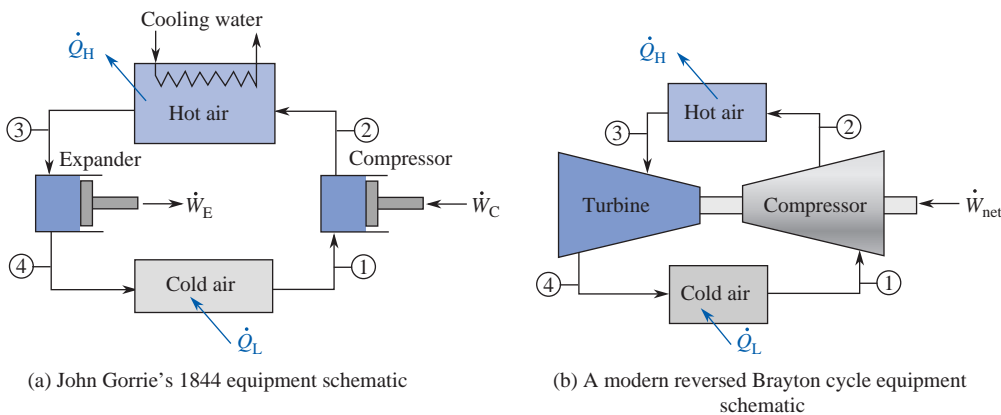 Cooling water
Q̇H
Hot air
③
②
Expander
Compressor
ẆE
ẆC
④
①
Cold air
Q̇L
(a) John Gorrie's 1844 equipment schematic
Q̇H
Hot air
③
②
Turbine
Compressor
Ẇnet
④
①
Cold air
Q̇L
(b) A modern reversed Brayton cycle equipment
schematic